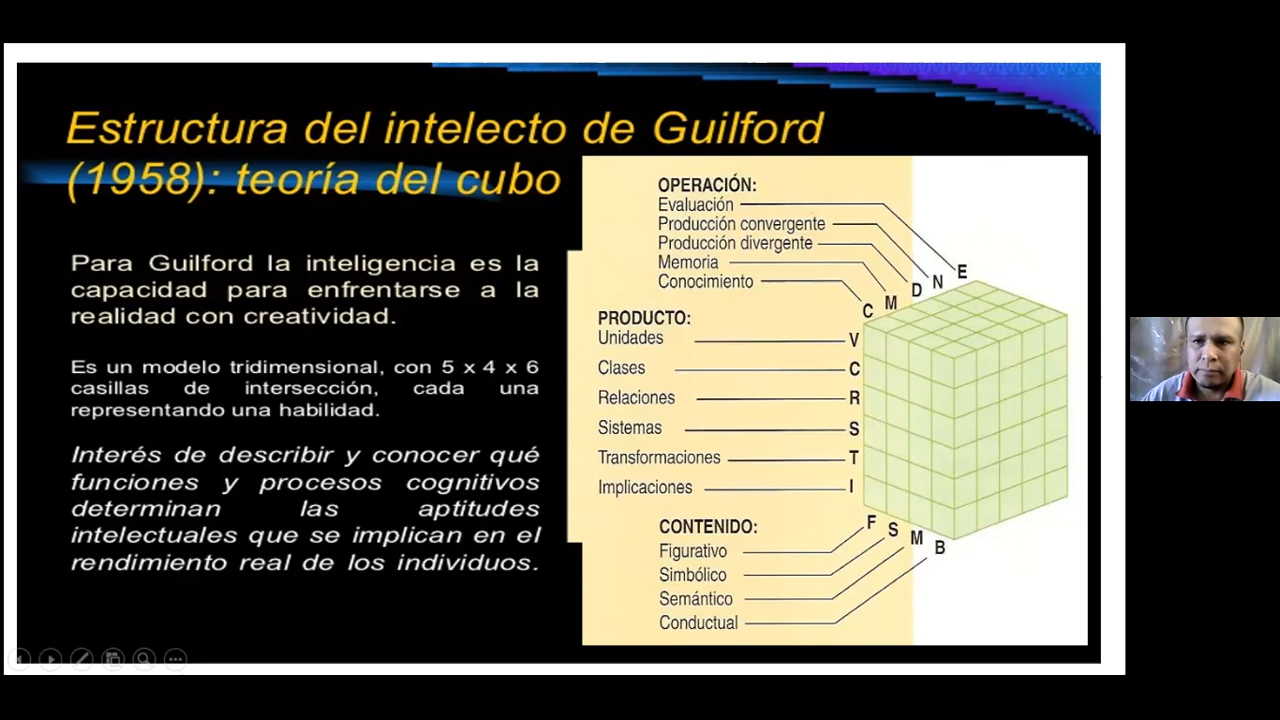 Estructura del intelecto de Guilford
(1958): teoría del cubo
Para Guilford la inteligencia es la
capacidad para enfrentarse a la
realidad con creatividad.
Es un modelo tridimensional, con 5 x 4 x 6
casillas de intersección, cada una
representando una habilidad.
Interés de describir y conocer qué
funciones y procesos cognitivos
determinan las aptitudes
intelectuales que se implican en el
rendimiento real de los individuos.
OPERACIÓN:
Evaluación
Producción convergente
Producción divergente
Memoria
Conocimiento
E
N
D
M
C
PRODUCTO:
Unidades V
Clases C
Relaciones R
Sistemas S
Transformaciones T
Implicaciones I
CONTENIDO:
Figurativo
Simbólico
Semántico
Conductual
F
S
M
B